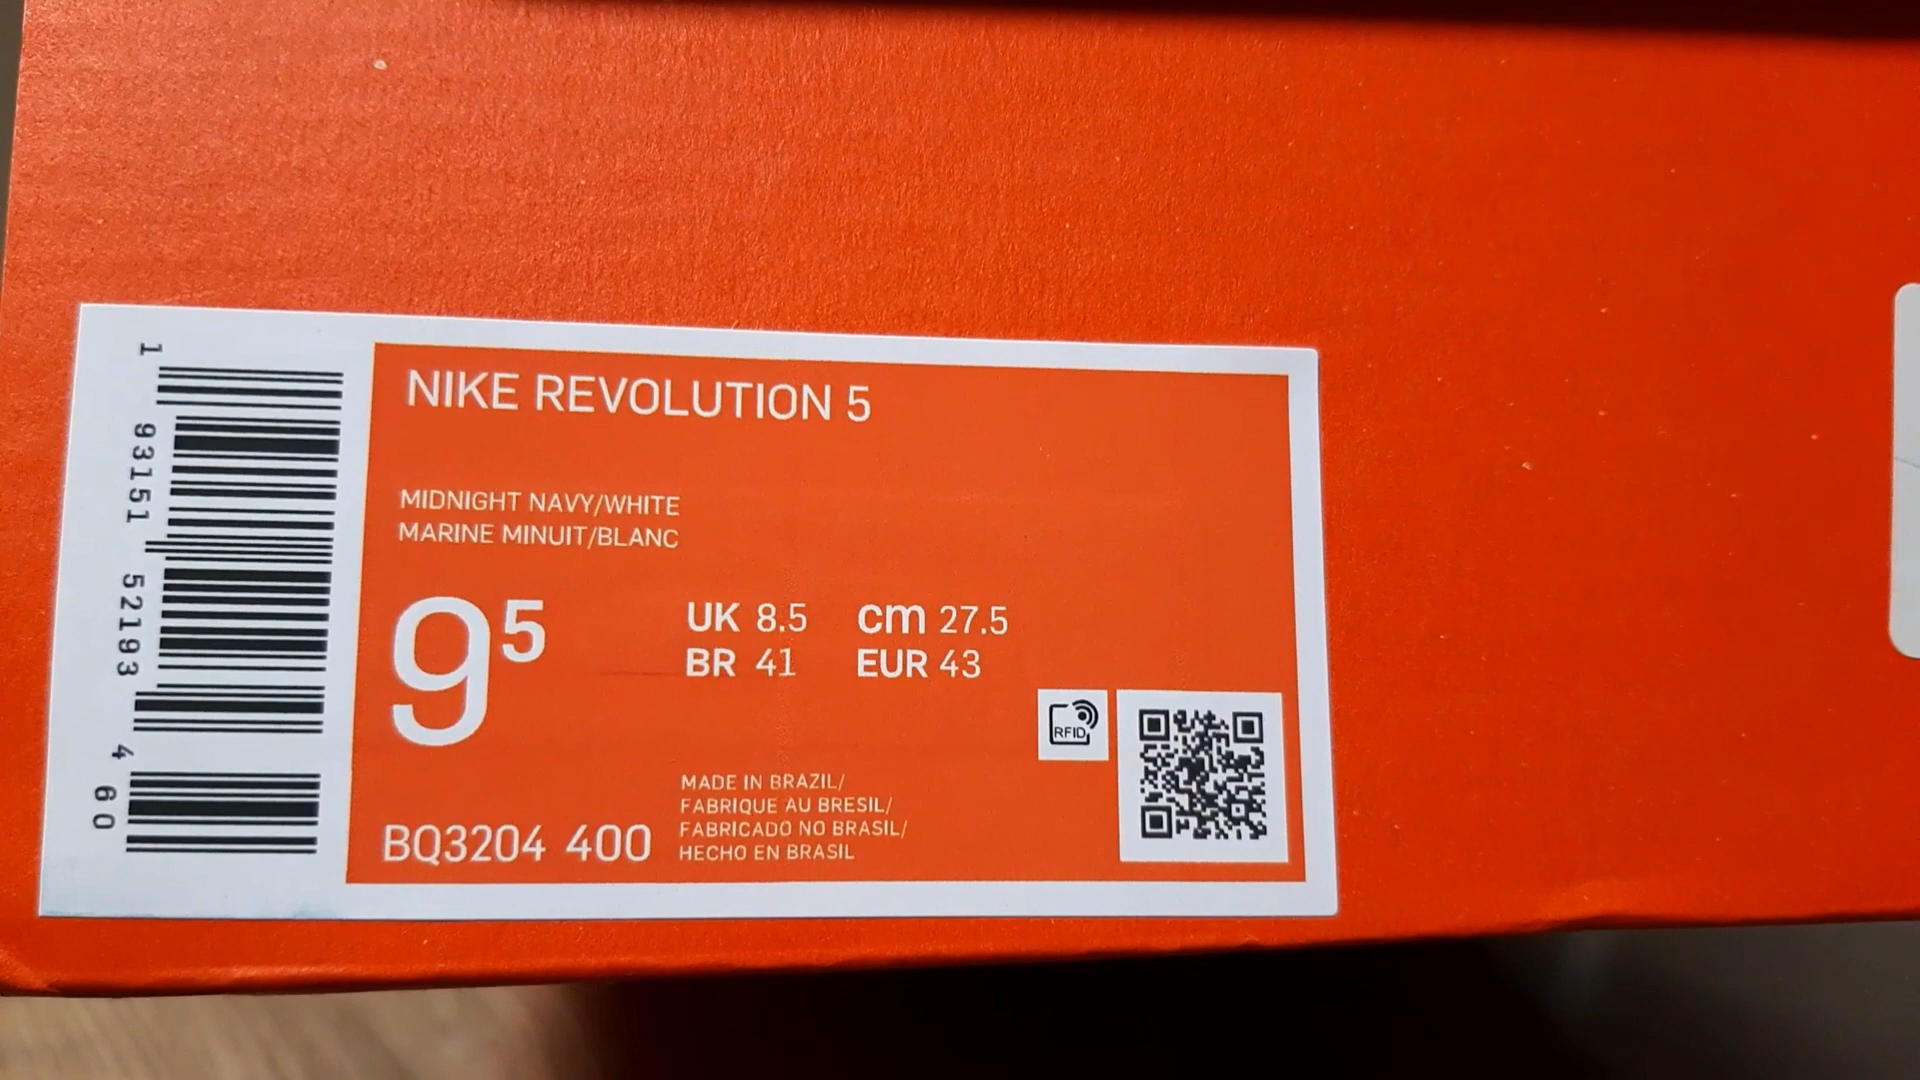 NIKE REVOLUTION 5
MIDNIGHT NAVY/WHITE
MARINE MINUIT/BLANC
9⁵
UK 8.5 cm 27.5
BR 41 EUR 43
RFID
MADE IN BRAZIL/
FABRIQUE AU BRESIL/
FABRICADO NO BRASIL/
HECHO EN BRASIL
BQ3204 400
1 93151 52193 4 60